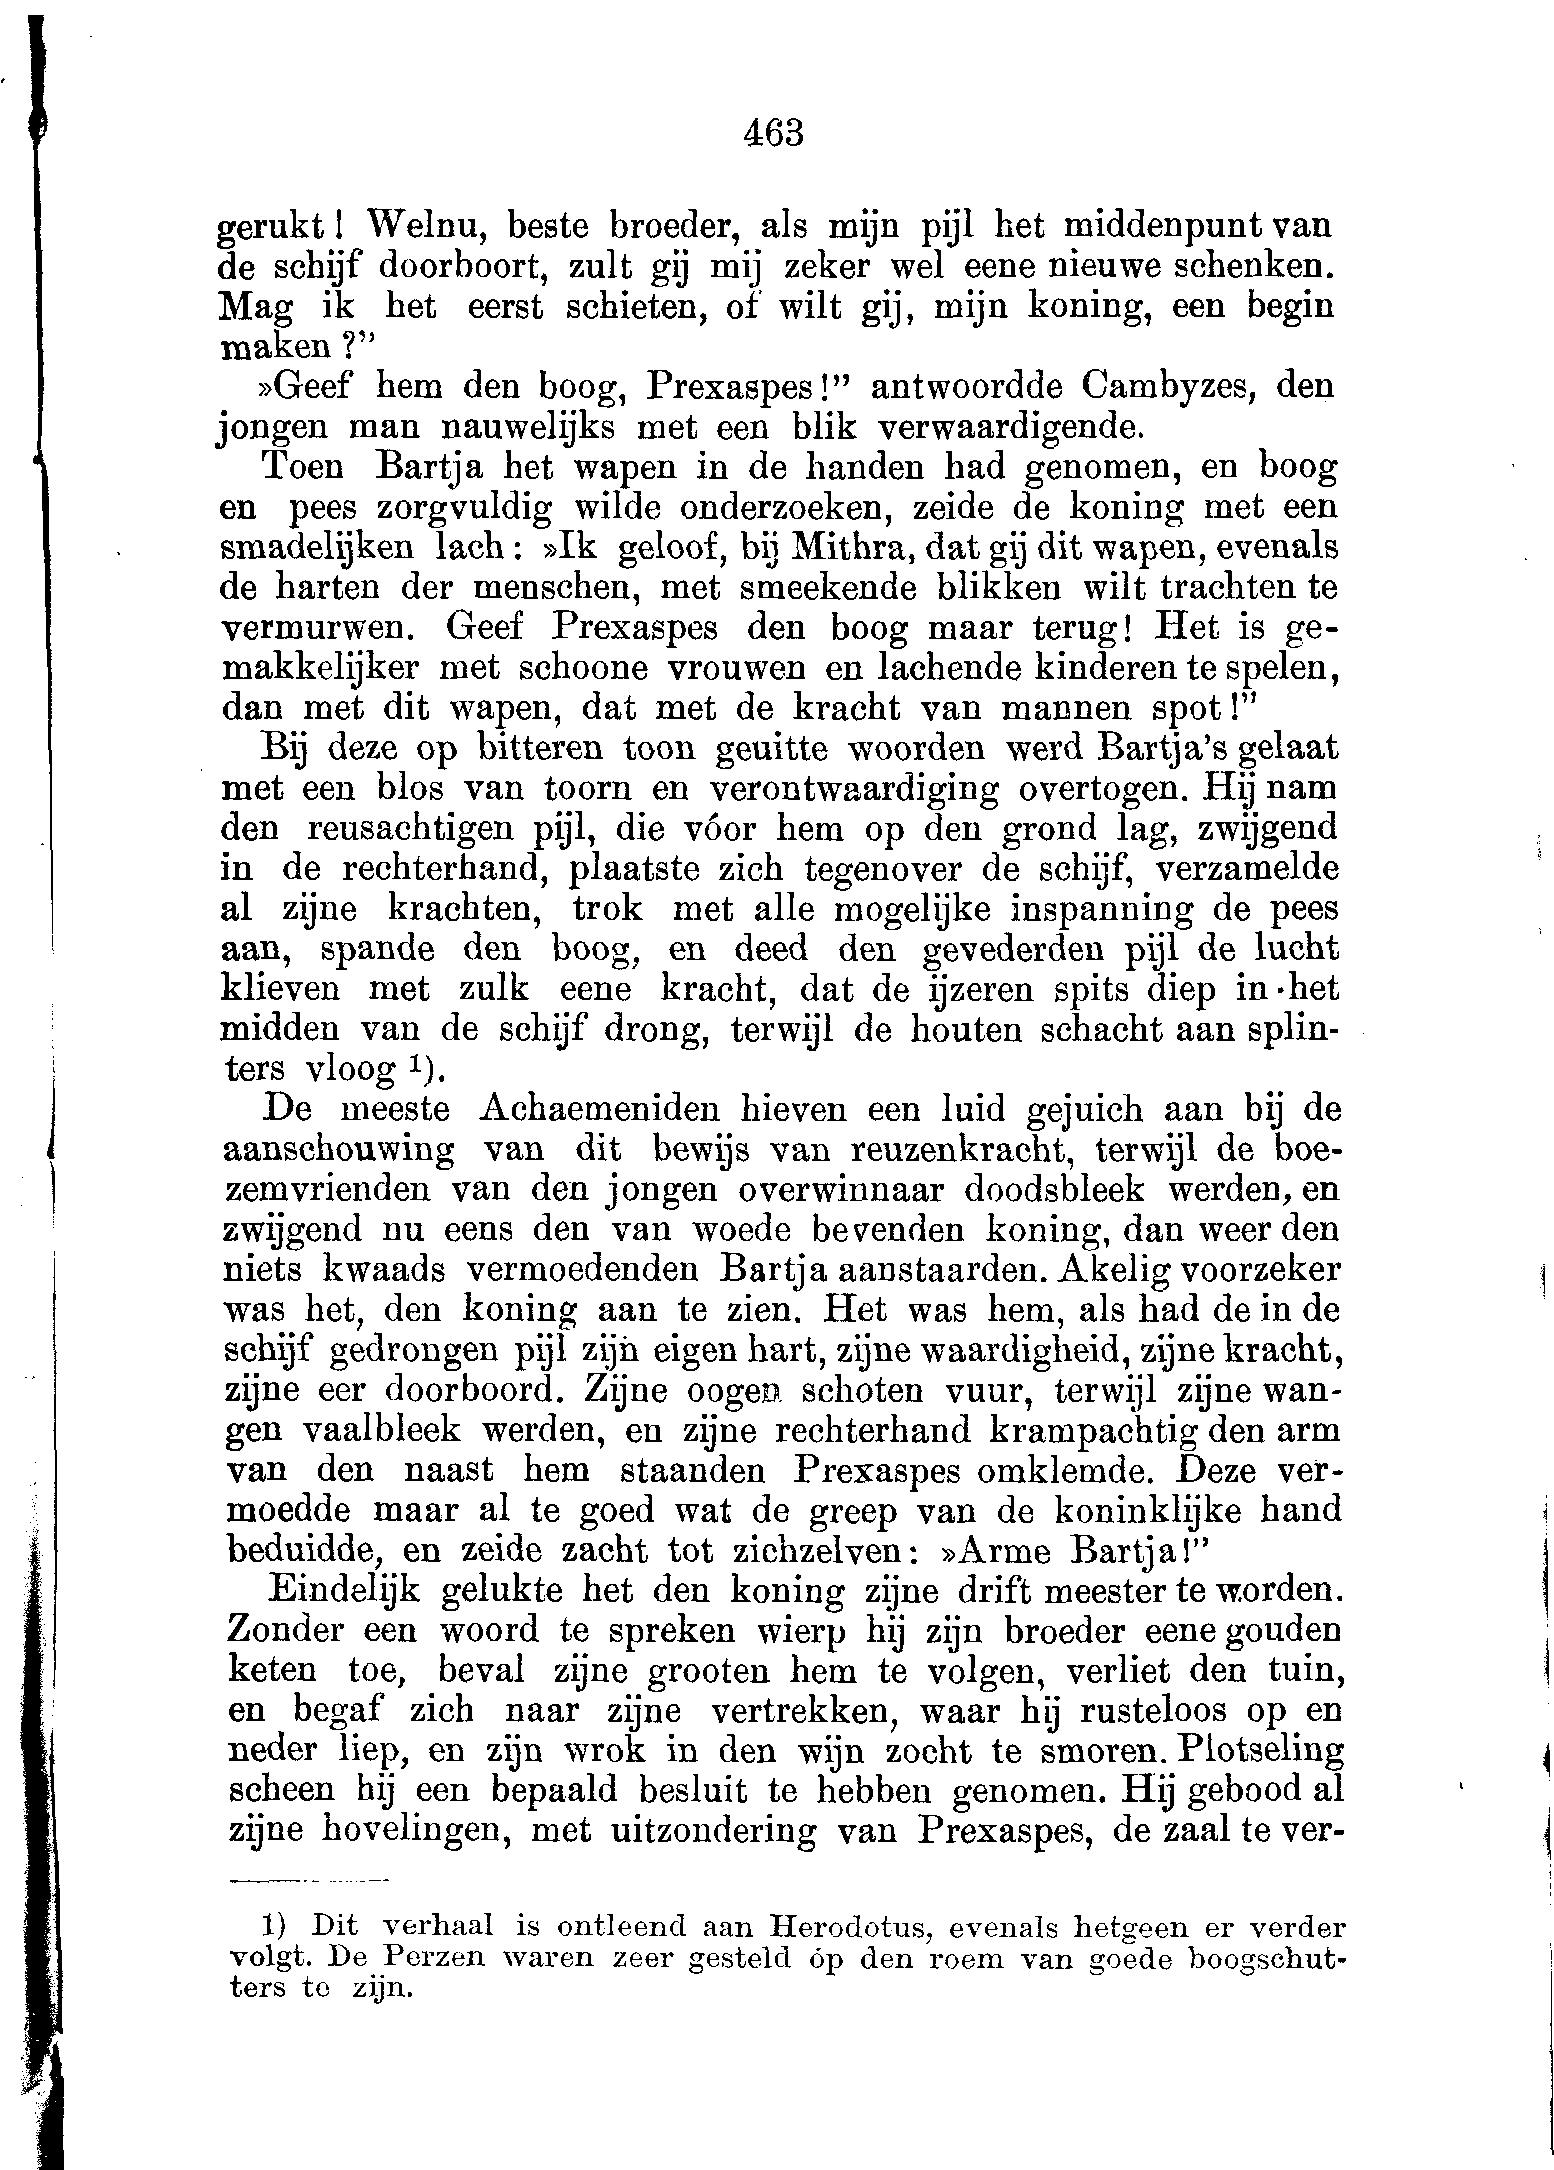 463
gerukt! Welnu, beste broeder, als mijn pijl het middenpunt van
de schijf doorboort, zult gij mij zeker wel eene nieuwe schenken.
Mag ik het eerst schieten, of wilt gij, mijn koning, een begin
maken?”
»Geef hem den boog, Prexaspes!” antwoordde Cambyzes, den
jongen man nauwelijks met een blik verwaardigende.
Toen Bartja het wapen in de handen had genomen, en boog
en pees zorgvuldig wilde onderzoeken, zeide de koning met een
smadelijken lach: »Ik geloof, bij Mithra, dat gij dit wapen, evenals
de harten der menschen, met smeekende blikken wilt trachten te
vermurwen. Geef Prexaspes den boog maar terug! Het is ge-
makkelijker met schoone vrouwen en lachende kinderen te spelen,
dan met dit wapen, dat met de kracht van mannen spot!”
Bij deze op bitteren toon geuitte woorden werd Bartja's gelaat
met een blos van toorn en verontwaardiging overtogen. Hij nam
den reusachtigen pijl, die vóor hem op den grond lag, zwijgend
in de rechterhand, plaatste zich tegenover de schijf, verzamelde
al zijne krachten, trok met alle mogelijke inspanning de pees
aan, spande den boog, en deed den gevederden pijl de lucht
klieven met zulk eene kracht, dat de ijzeren spits diep in het
midden van de schijf drong, terwijl de houten schacht aan splin-
ters vloog 1).
De meeste Achaemeniden hieven een luid gejuich aan bij de
aanschouwing van dit bewijs van reuzenkracht, terwijl de boe-
zemvrienden van den jongen overwinnaar doodsbleek werden, en
zwijgend nu eens den van woede bevenden koning, dan weer den
niets kwaads vermoedenden Bartja aanstaarden. Akelig voorzeker
was het, den koning aan te zien. Het was hem, als had de in de
schijf gedrongen pijl zijn eigen hart, zijne waardigheid, zijne kracht,
zijne eer doorboord. Zijne oogen schoten vuur, terwijl zijne wan-
gen vaalbleek werden, en zijne rechterhand krampachtig den arm
van den naast hem staanden Prexaspes omklemde. Deze ver-
moedde maar al te goed wat de greep van de koninklijke hand
beduidde, en zeide zacht tot zichzelven: »Arme Bartja!”
Eindelijk gelukte het den koning zijne drift meester te worden.
Zonder een woord te spreken wierp hij zijn broeder eene gouden
keten toe, beval zijne grooten hem te volgen, verliet den tuin,
en begaf zich naar zijne vertrekken, waar hij rusteloos op en
neder liep, en zijn wrok in den wijn zocht te smoren. Plotseling
scheen hij een bepaald besluit te hebben genomen. Hij gebood al
zijne hovelingen, met uitzondering van Prexaspes, de zaal te ver-
1) Dit verhaal is ontleend aan Herodotus, evenals hetgeen er verder
volgt. De Perzen waren zeer gesteld óp den roem van goede boogschut-
ters te zijn.